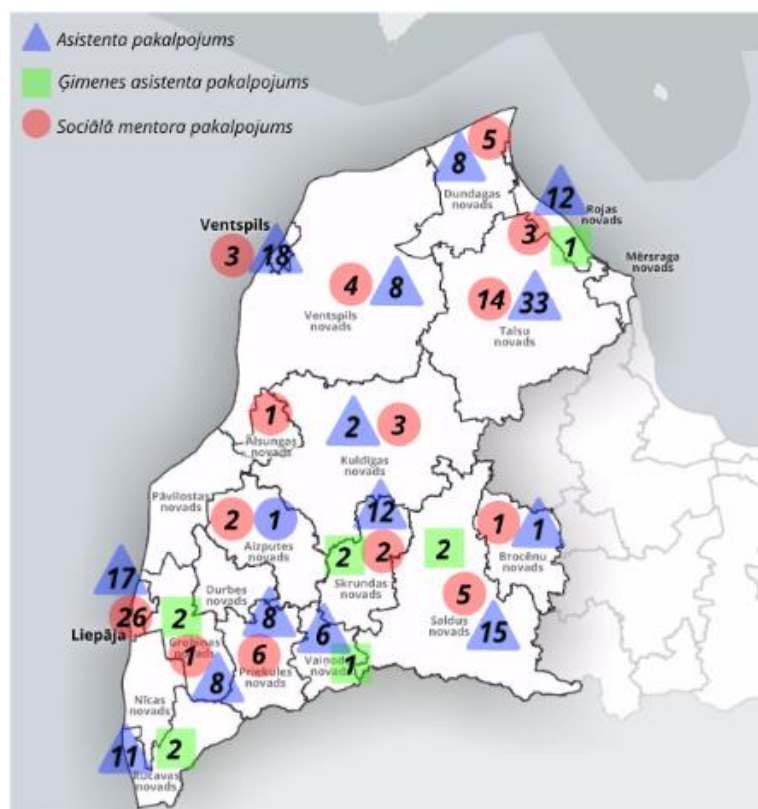 Asistenta pakalpojums
Ģimenes asistenta pakalpojums
Sociālā mentora pakalpojums
5
8
Dundagas
novads
12
Rojas
novads
Ventspils
3
18
3
1
Mērsraga
novads
4
8
Ventspils
novads
14
33
Talsu
novads
1
Alsungas
novads
2
3
Kuldīgas
novads
Pāvilostas
novads
2
1
Aizputes
novads
12
2
2
Skrundas
novads
2
1
1
Brocēnu
novads
5
Saldus
novads
15
17
26
Liepāja
2
Durbes
novads
8
Grobiņas
novads
1
8
6
Priekules
novads
6
Vaiņodes
novads
1
Nīcas
novads
11
2
Rucavas
novads